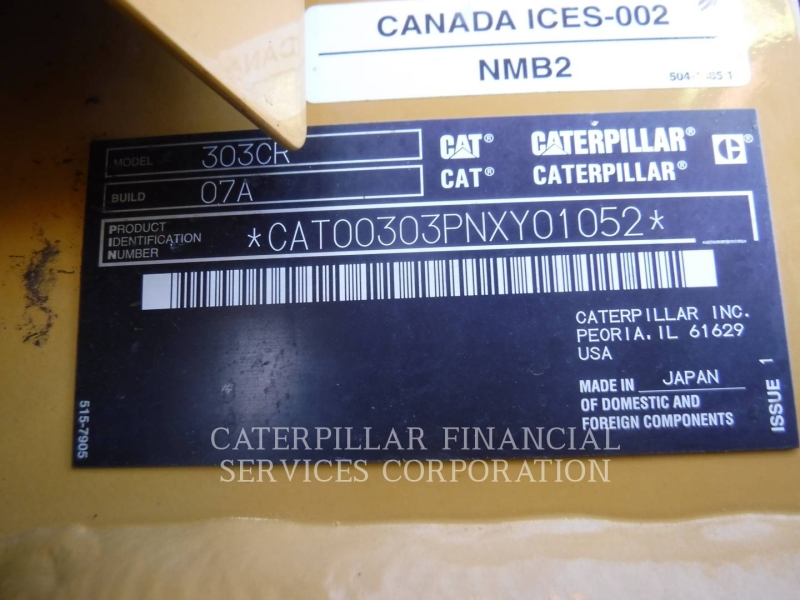 CANADA ICES-002
NMB2
MODEL 303CR
BUILD 07A
CAT® CATERPILLAR®
CAT® CATERPILLAR®
PRODUCT IDENTIFICATION NUMBER *CAT00303PNXY01052*
CATERPILLAR INC.
PEORIA, IL 61629
USA
MADE IN JAPAN
OF DOMESTIC AND
FOREIGN COMPONENTS
ISSUE 1
515-7905
CATERPILLAR FINANCIAL
SERVICES CORPORATION